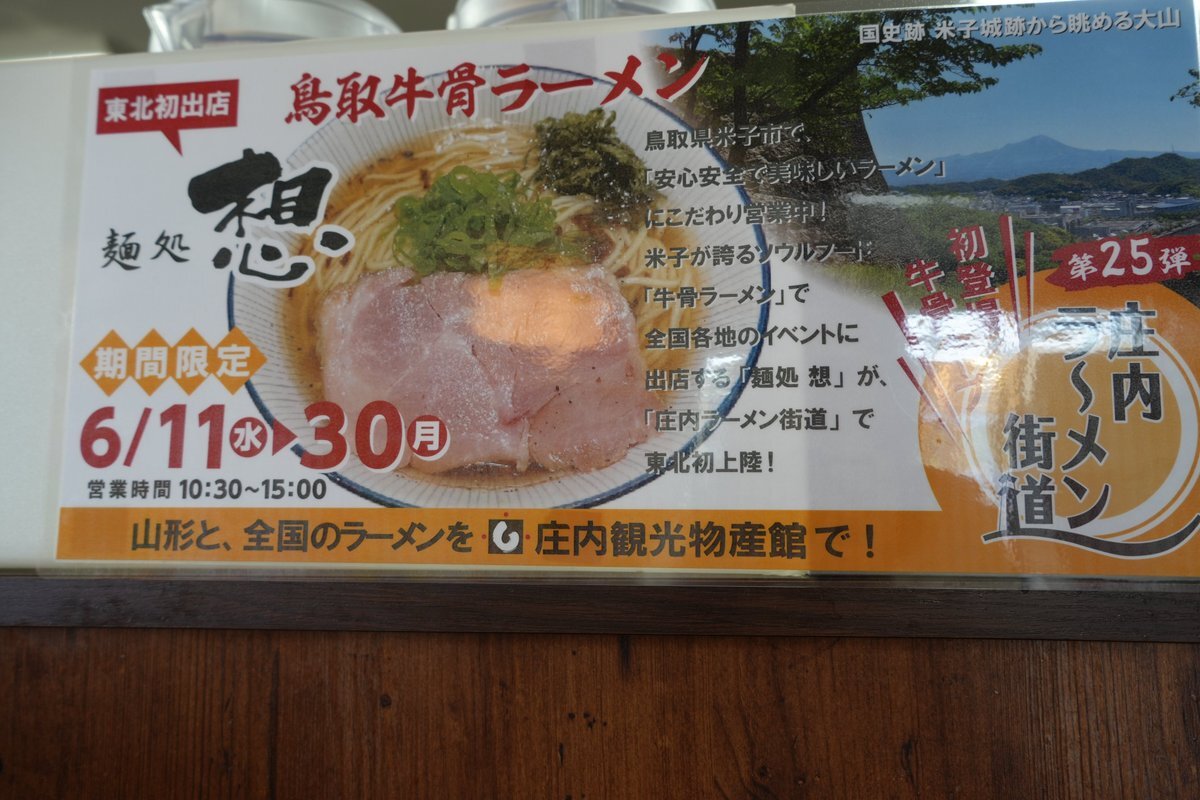 国史跡 米子城跡から眺める大山
東北初出店
鳥取牛骨ラーメン
麺処 想
鳥取県米子市で、
「安心安全で美味しいラーメン」
にこだわり営業中!!
米子が誇るソウルフード
「牛骨ラーメン」で
全国各地のイベントに
出店する「麺処 想」が、
「庄内ラーメン街道」で
東北初上陸!
期間限定
6/11水▶30月
営業時間 10:30~15:00
初登場
牛骨
第25弾
庄内
ラ~メン
街道
山形と、全国のラーメンを 庄内観光物産館で!